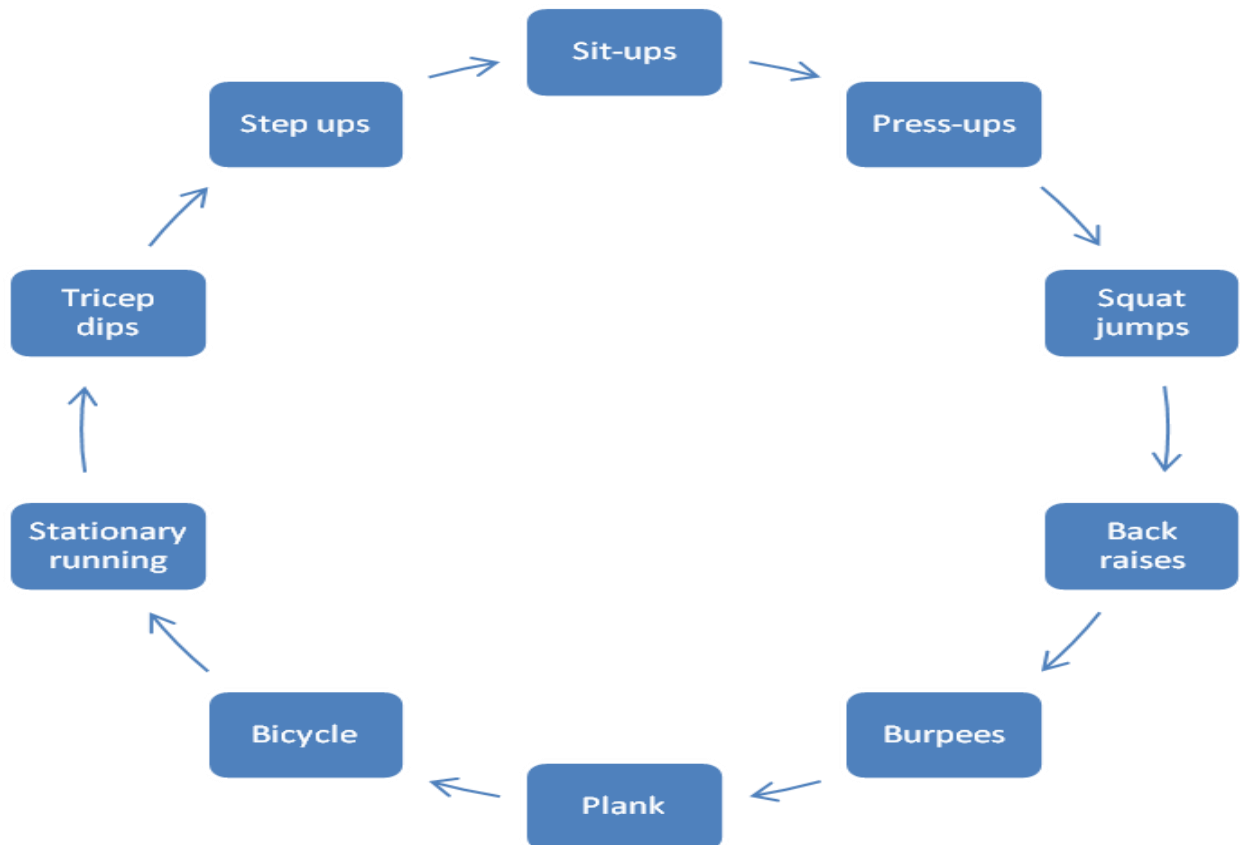 Sit-ups
Press-ups
Squat
jumps
Back
raises
Burpees
Plank
Bicycle
Stationary
running
Tricep
dips
Step ups